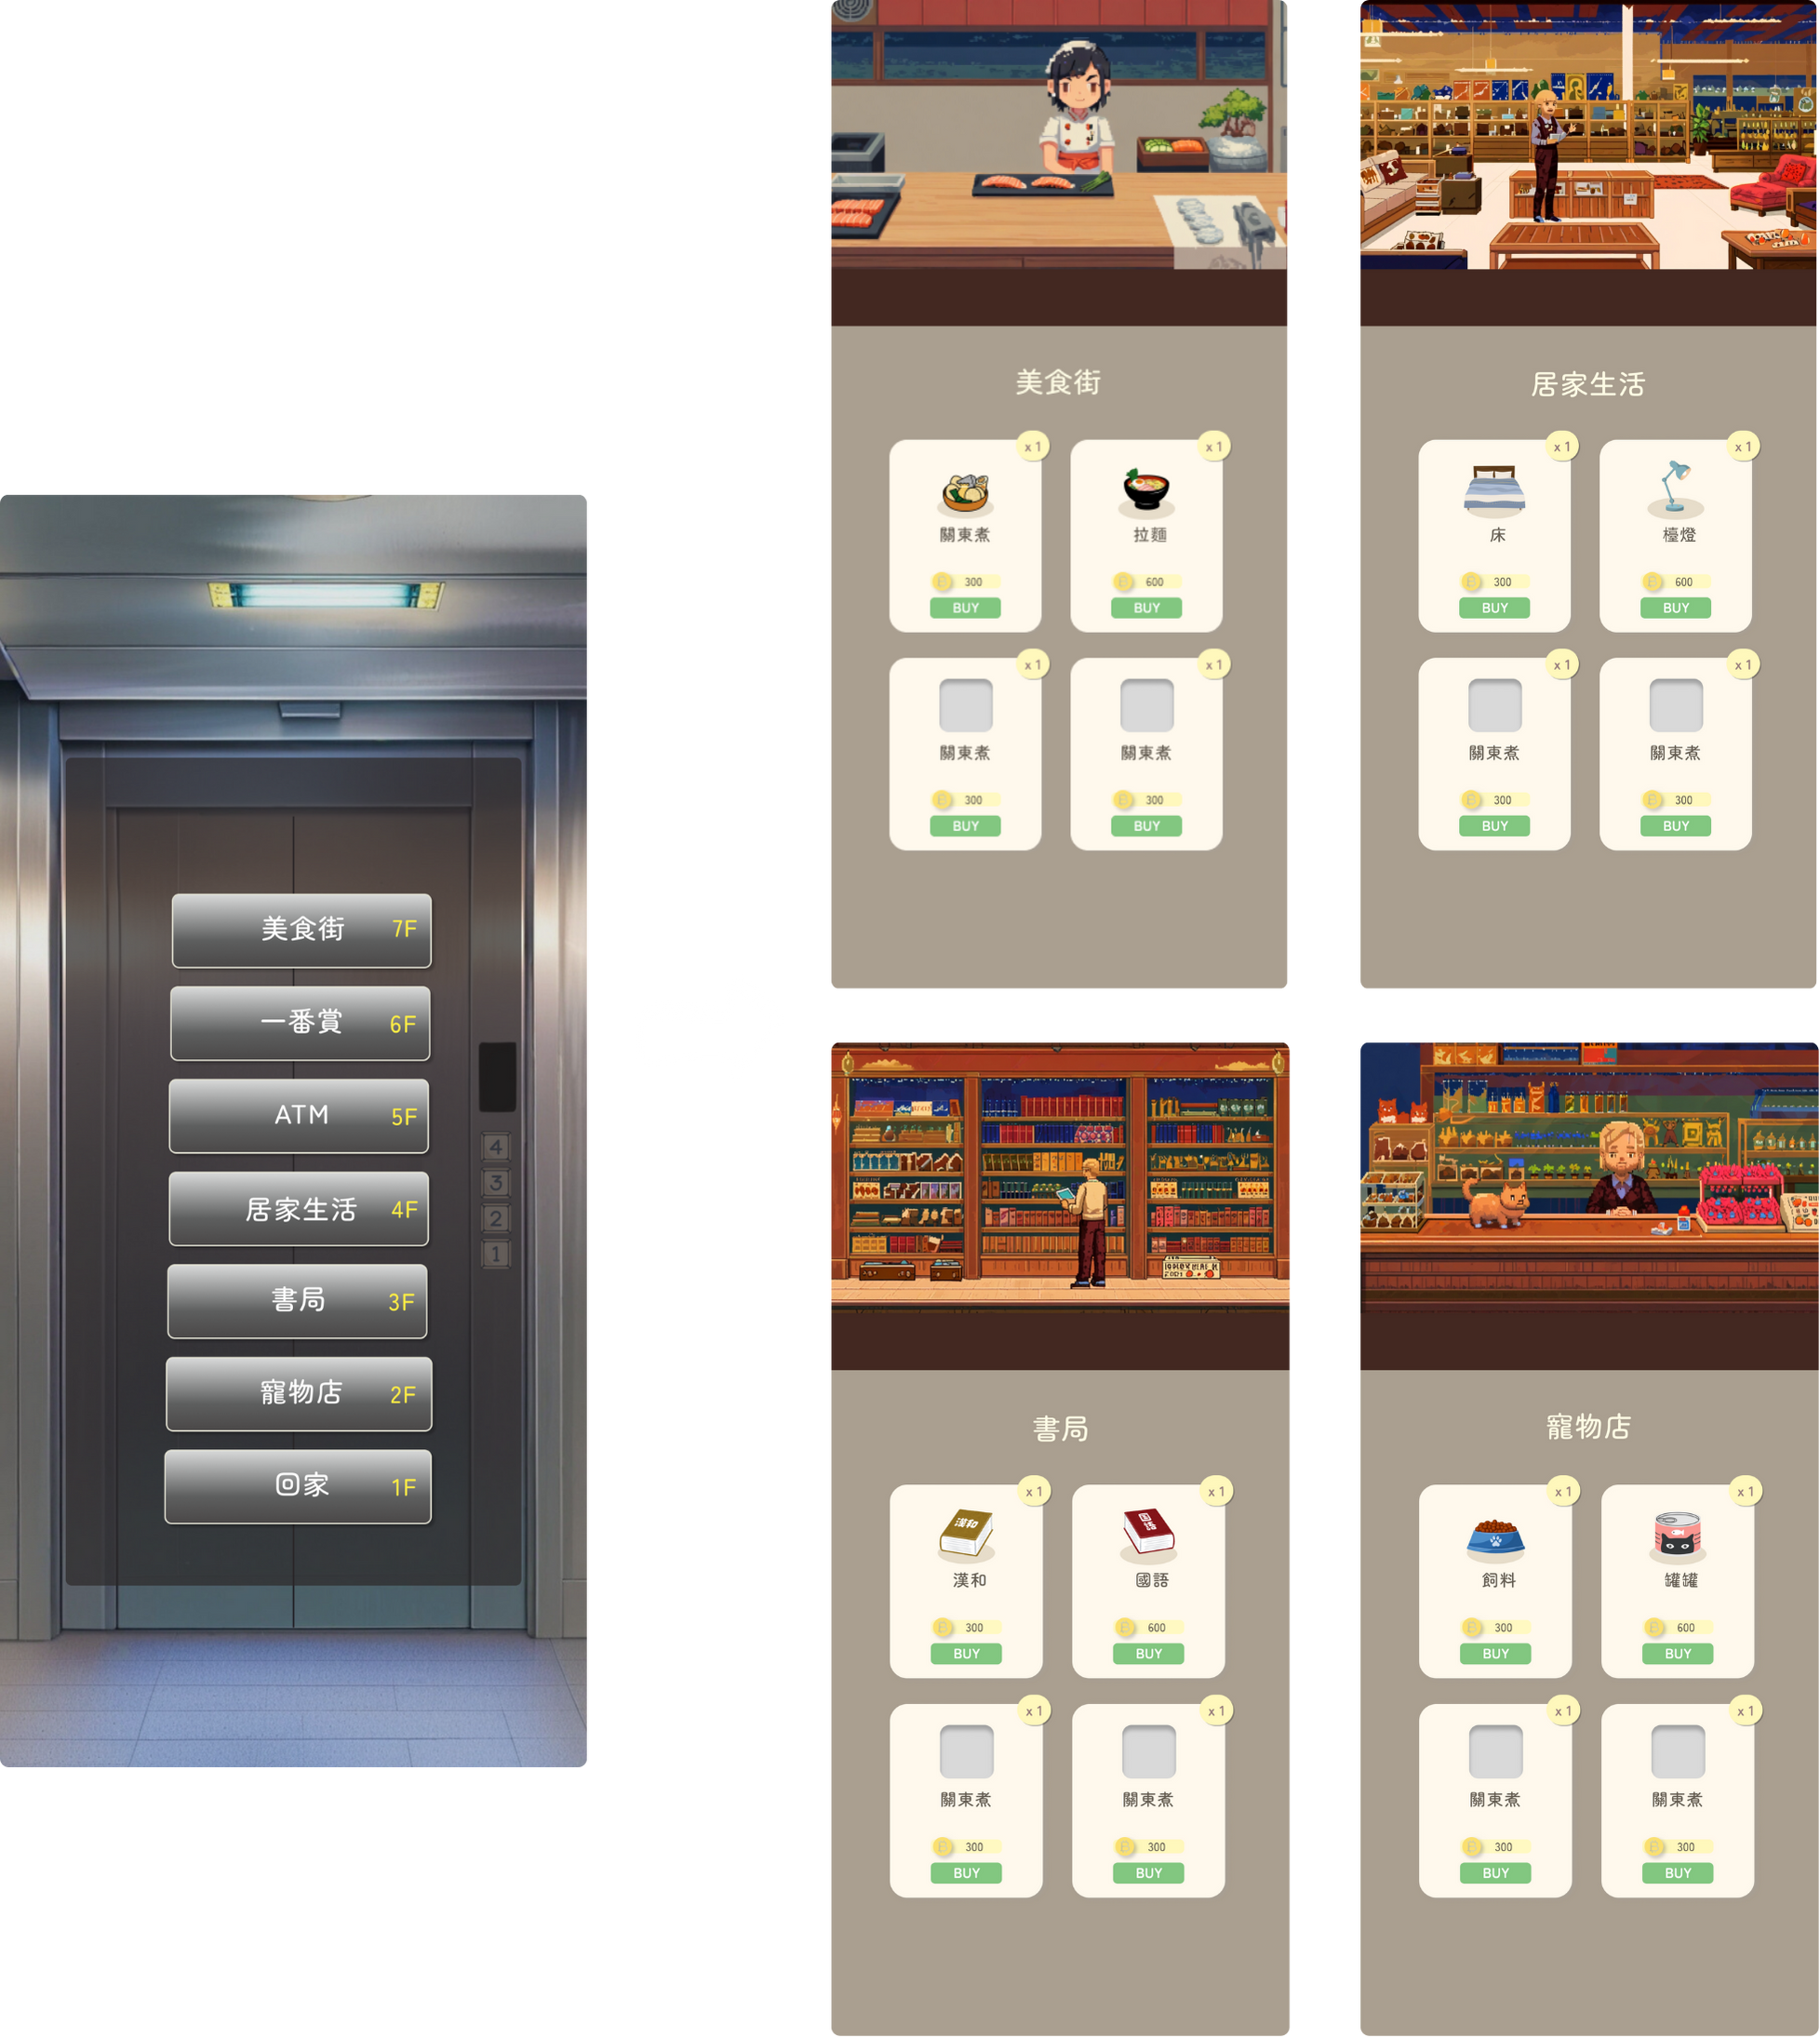 美食街 7F
一番賞 6F
ATM 5F
居家生活 4F
書局 3F
寵物店 2F
回家 1F
4
3
2
1
美食街
x 1
x 1
關東煮
拉麵
300
600
BUY
BUY
x 1
x 1
關東煮
關東煮
300
300
BUY
BUY
居家生活
x 1
x 1
床
檯燈
300
600
BUY
BUY
x 1
x 1
關東煮
關東煮
300
300
BUY
BUY
書局
x 1
x 1
漢和
国語
漢和
國語
300
600
BUY
BUY
x 1
x 1
關東煮
關東煮
300
300
BUY
BUY
寵物店
x 1
x 1
飼料
罐罐
300
600
BUY
BUY
x 1
x 1
關東煮
關東煮
300
300
BUY
BUY